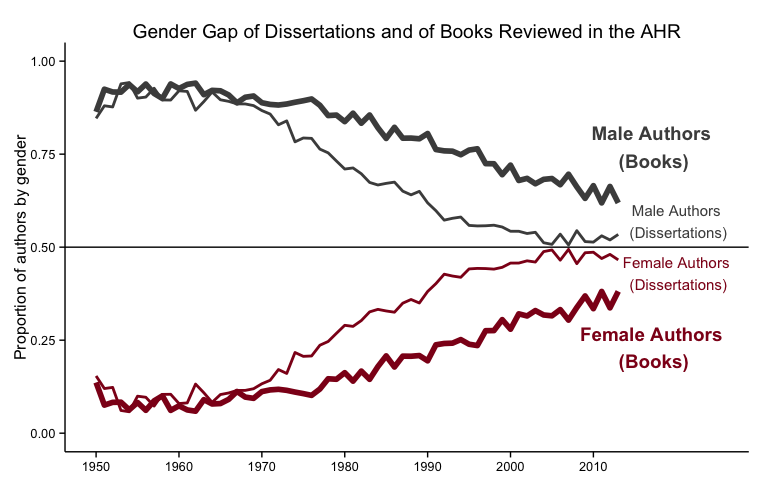 Gender Gap of Dissertations and of Books Reviewed in the AHR
Proportion of authors by gender
1.00
0.75
0.50
0.25
0.00
Male Authors
(Books)
Male Authors
(Dissertations)
Female Authors
(Dissertations)
Female Authors
(Books)
1950 1960 1970 1980 1990 2000 2010